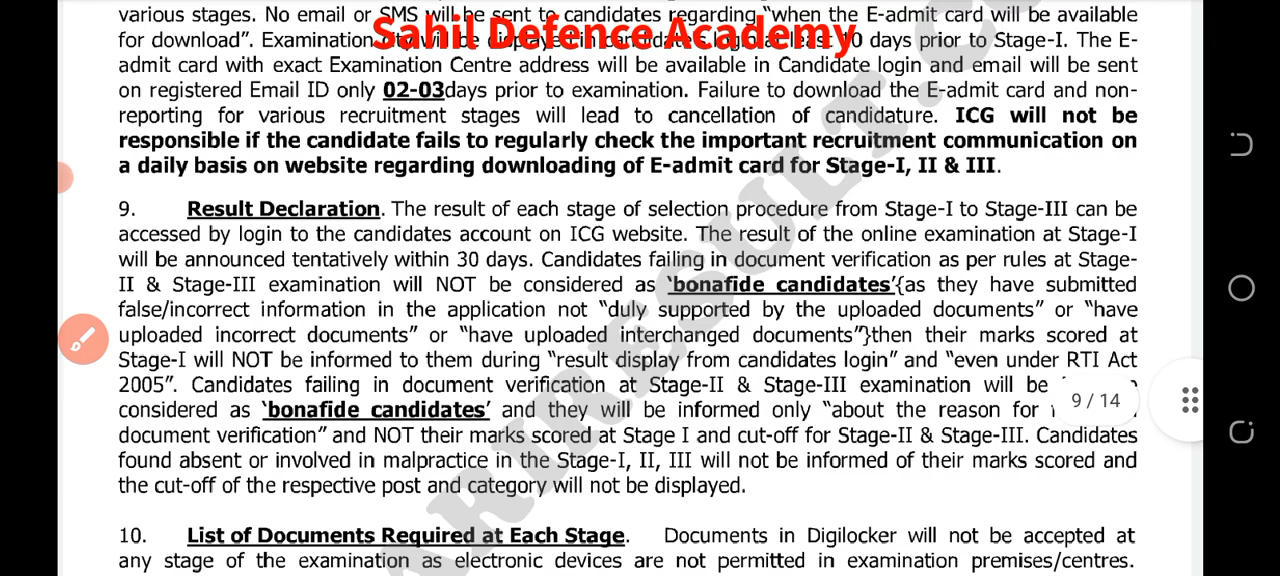 various stages. No email or SMS will be sent to candidates regarding "when the E-admit card will be available
Sahil Defence Academy
for download". Examination will be displayed in candidate's login at least 10 days prior to Stage-I. The E-
admit card with exact Examination Centre address will be available in Candidate login and email will be sent
on registered Email ID only 02-03days prior to examination. Failure to download the E-admit card and non-
reporting for various recruitment stages will lead to cancellation of candidature. ICG will not be
responsible if the candidate fails to regularly check the important recruitment communication on
a daily basis on website regarding downloading of E-admit card for Stage-I, II & III.
9. Result Declaration. The result of each stage of selection procedure from Stage-I to Stage-III can be
accessed by login to the candidates account on ICG website. The result of the online examination at Stage-I
will be announced tentatively within 30 days. Candidates failing in document verification as per rules at Stage-
II & Stage-III examination will NOT be considered as 'bonafide candidates'{as they have submitted
false/incorrect information in the application not "duly supported by the uploaded documents" or "have
uploaded incorrect documents" or "have uploaded interchanged documents"}then their marks scored at
Stage-I will NOT be informed to them during "result display from candidates login" and "even under RTI Act
2005". Candidates failing in document verification at Stage-II & Stage-III examination will be
considered as 'bonafide candidates' and they will be informed only "about the reason for
9 / 14
document verification" and NOT their marks scored at Stage I and cut-off for Stage-II & Stage-III. Candidates
found absent or involved in malpractice in the Stage-I, II, III will not be informed of their marks scored and
the cut-off of the respective post and category will not be displayed.
10. List of Documents Required at Each Stage. Documents in Digilocker will not be accepted at
any stage of the examination as electronic devices are not permitted in examination premises/centres.